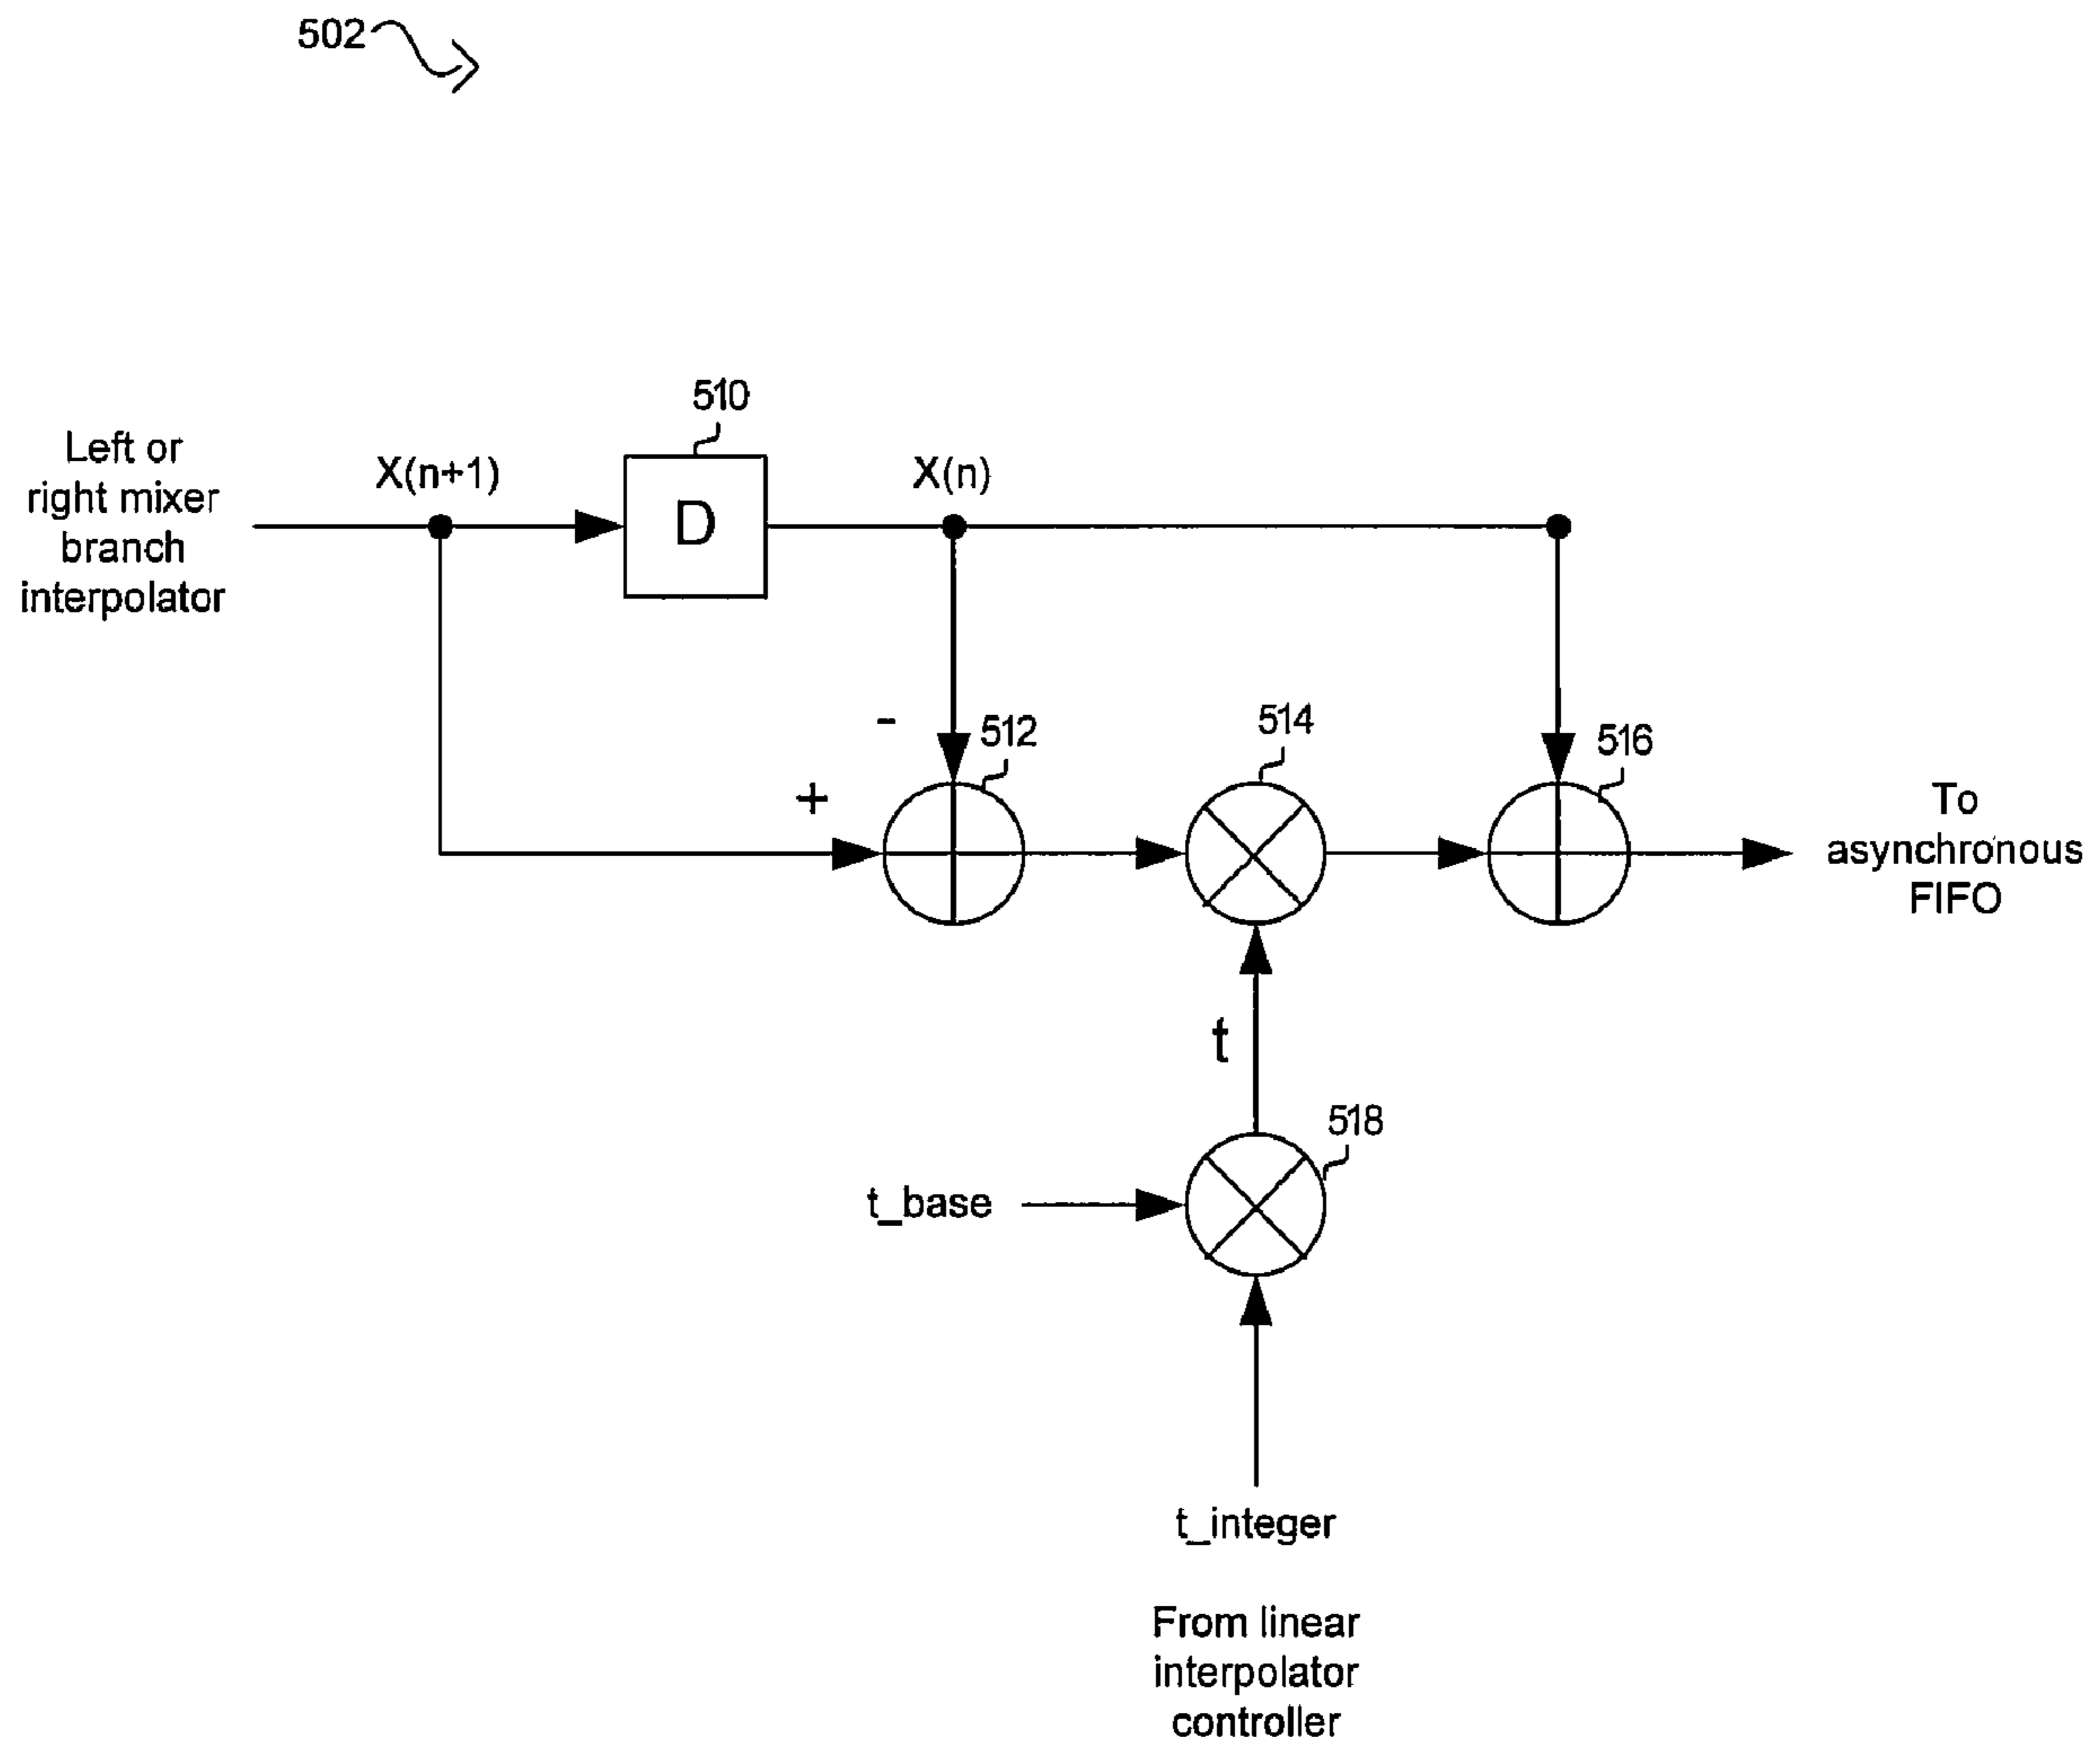 502
510
Left or
right mixer
branch
interpolator
X(n+1)
D
X(n)
-
512
514
516
+
To
asynchronous
FIFO
t
518
t_base
t_integer
From linear
interpolator
controller